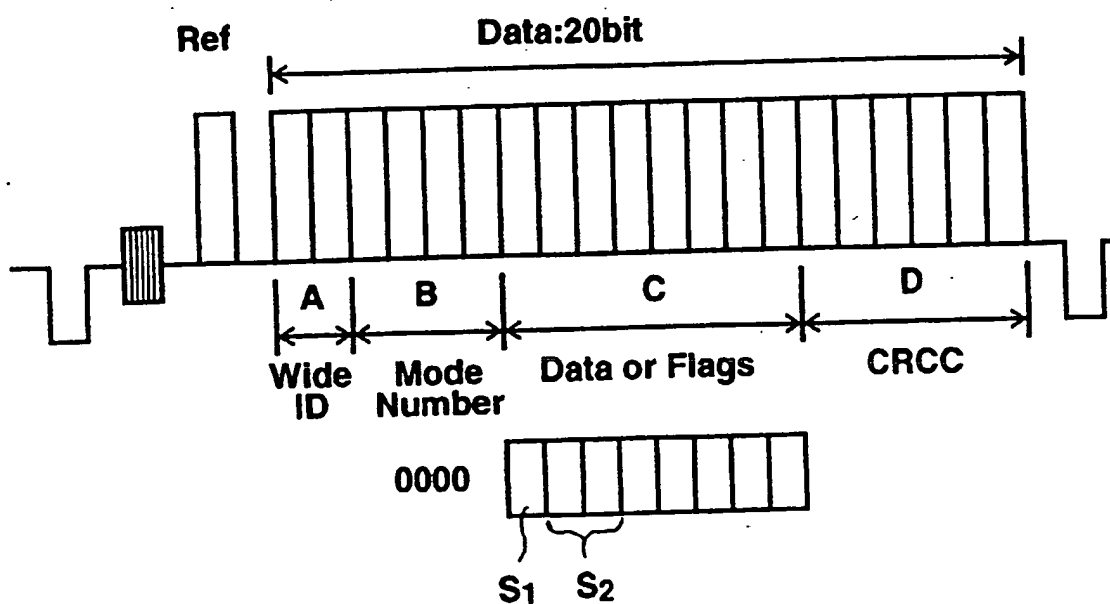 Ref
Data:20bit
A
B
C
D
Wide
ID
Mode
Number
Data or Flags
CRCC
0000
S1
S2